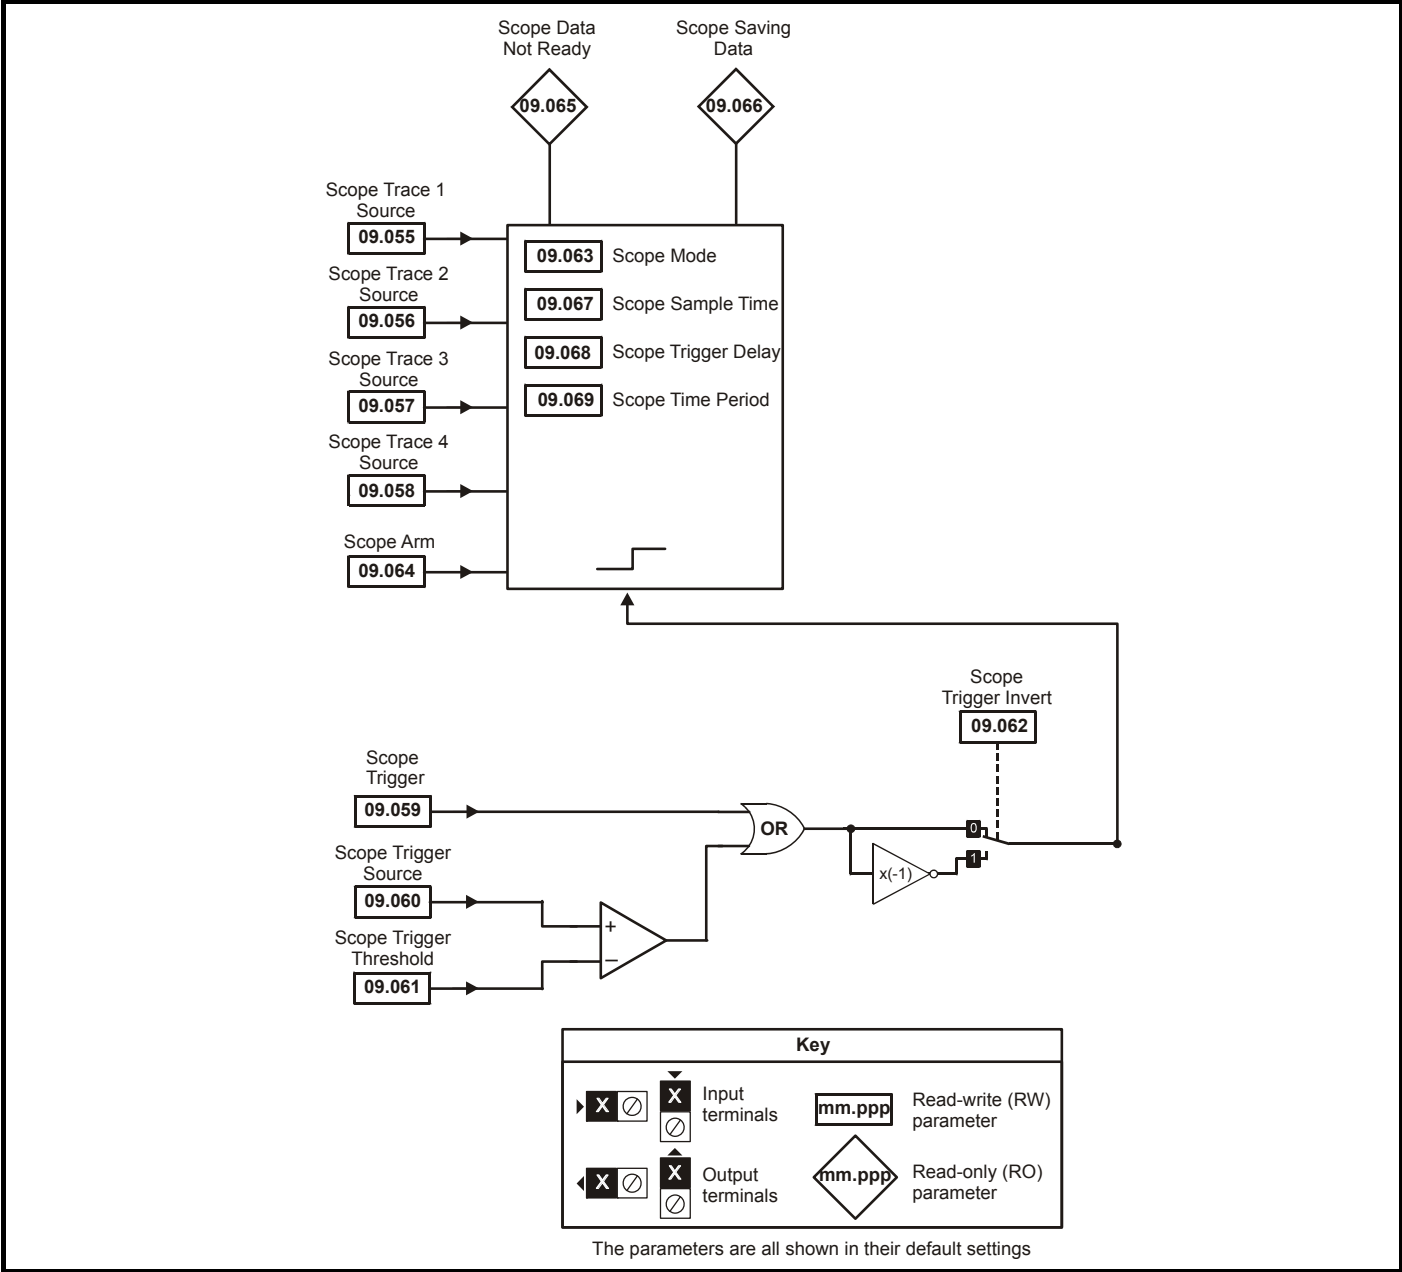 Scope Data
Not Ready
09.065
Scope Saving
Data
09.066
Scope Trace 1
Source
09.055
Scope Trace 2
Source
09.056
Scope Trace 3
Source
09.057
Scope Trace 4
Source
09.058
Scope Arm
09.064
09.063 Scope Mode
09.067 Scope Sample Time
09.068 Scope Trigger Delay
09.069 Scope Time Period
Scope
Trigger Invert
09.062
Scope
Trigger
09.059
Scope Trigger
Source
09.060
Scope Trigger
Threshold
09.061
+
–
OR
0
1
x(-1)
Key
X
X
Input
terminals
mm.ppp
Read-write (RW)
parameter
X
X
Output
terminals
mm.ppp
Read-only (RO)
parameter
The parameters are all shown in their default settings